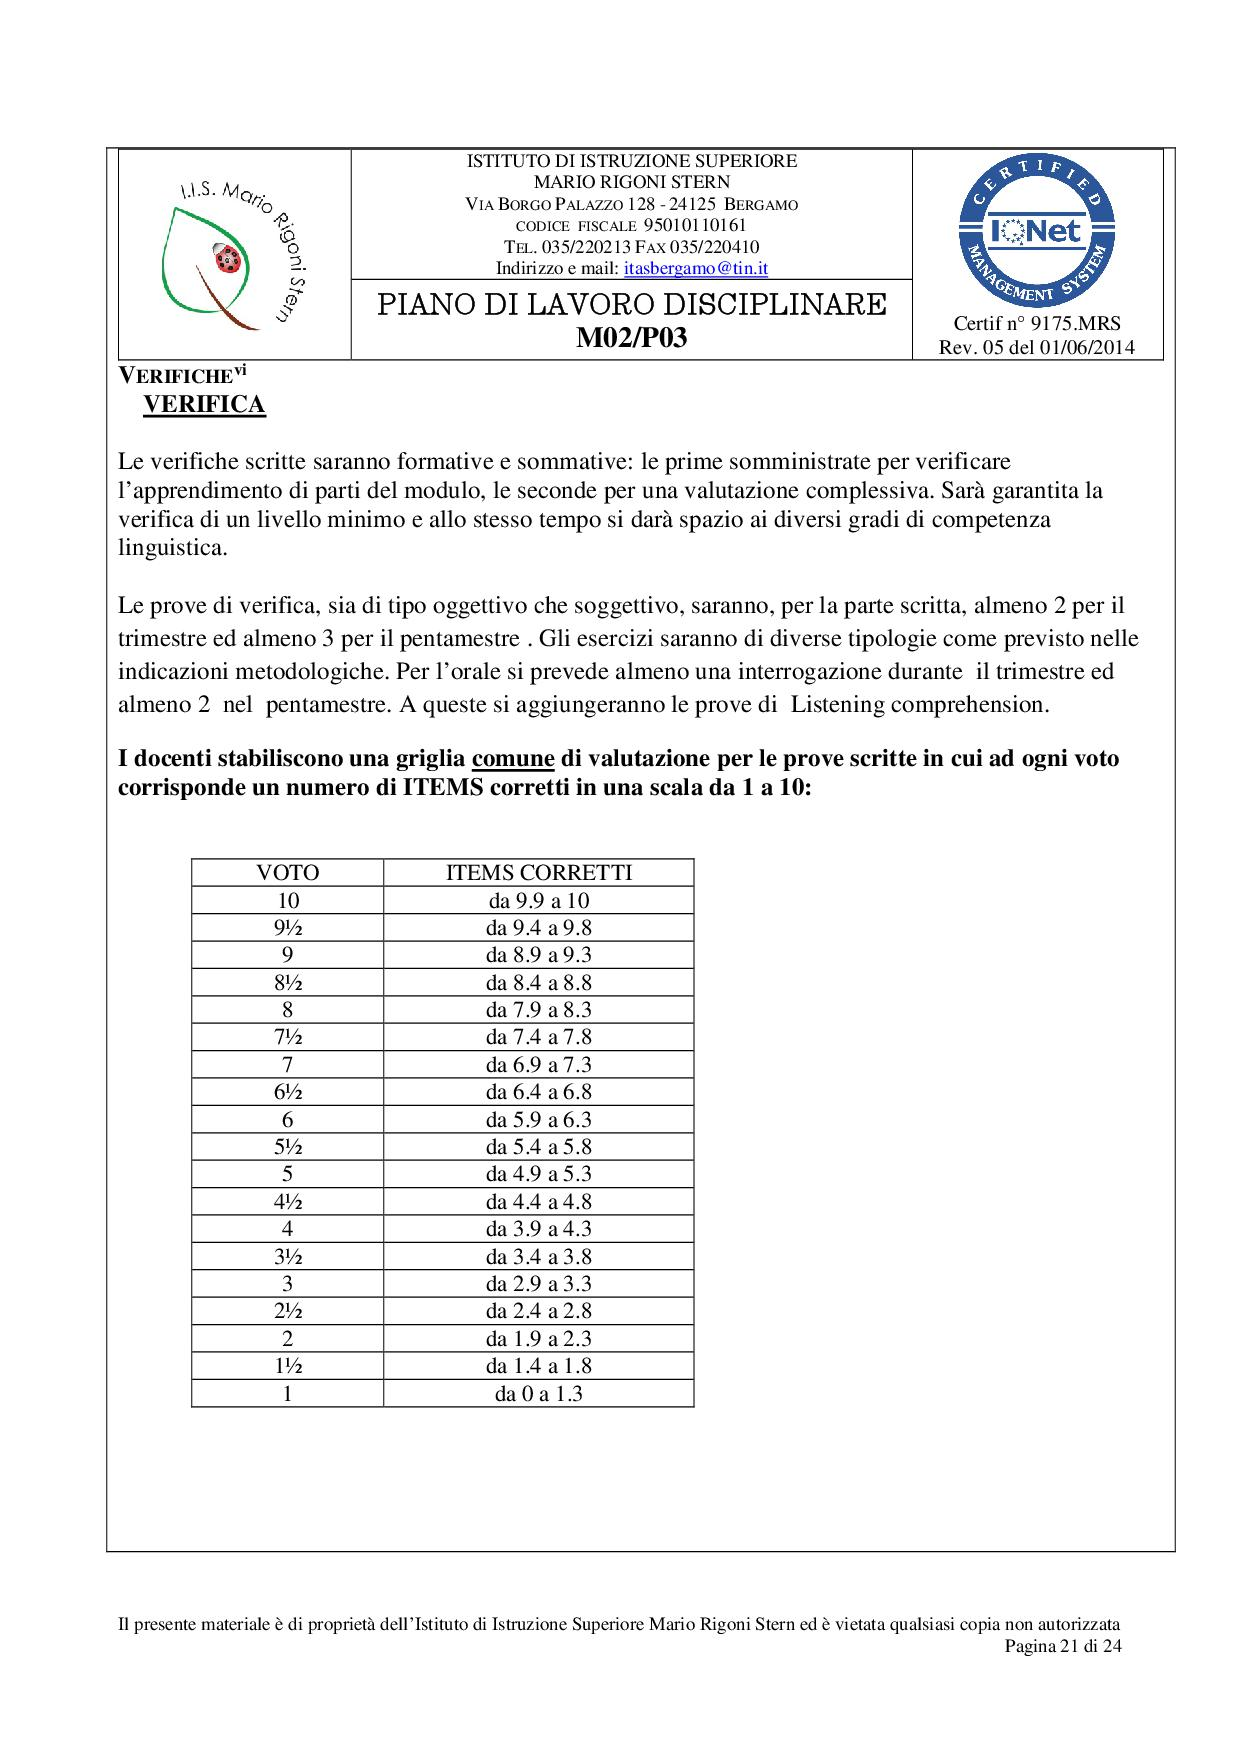 I.I.S. Mario Rigoni Stern
ISTITUTO DI ISTRUZIONE SUPERIORE
MARIO RIGONI STERN
VIA BORGO PALAZZO 128 - 24125 BERGAMO
CODICE FISCALE 95010110161
TEL. 035/220213 FAX 035/220410
Indirizzo e mail: itasbergamo@tin.it
PIANO DI LAVORO DISCIPLINARE
M02/P03
CERTIFIED
IQNet
MANAGEMENT SYSTEM
Certif n° 9175.MRS
Rev. 05 del 01/06/2014
VERIFICHEvi
VERIFICA
Le verifiche scritte saranno formative e sommative: le prime somministrate per verificare
l’apprendimento di parti del modulo, le seconde per una valutazione complessiva. Sarà garantita la
verifica di un livello minimo e allo stesso tempo si darà spazio ai diversi gradi di competenza
linguistica.
Le prove di verifica, sia di tipo oggettivo che soggettivo, saranno, per la parte scritta, almeno 2 per il
trimestre ed almeno 3 per il pentamestre . Gli esercizi saranno di diverse tipologie come previsto nelle
indicazioni metodologiche. Per l’orale si prevede almeno una interrogazione durante il trimestre ed
almeno 2 nel pentamestre. A queste si aggiungeranno le prove di Listening comprehension.
I docenti stabiliscono una griglia comune di valutazione per le prove scritte in cui ad ogni voto
corrisponde un numero di ITEMS corretti in una scala da 1 a 10:
VOTO ITEMS CORRETTI
10 da 9.9 a 10
9½ da 9.4 a 9.8
9 da 8.9 a 9.3
8½ da 8.4 a 8.8
8 da 7.9 a 8.3
7½ da 7.4 a 7.8
7 da 6.9 a 7.3
6½ da 6.4 a 6.8
6 da 5.9 a 6.3
5½ da 5.4 a 5.8
5 da 4.9 a 5.3
4½ da 4.4 a 4.8
4 da 3.9 a 4.3
3½ da 3.4 a 3.8
3 da 2.9 a 3.3
2½ da 2.4 a 2.8
2 da 1.9 a 2.3
1½ da 1.4 a 1.8
1 da 0 a 1.3
Il presente materiale è di proprietà dell’Istituto di Istruzione Superiore Mario Rigoni Stern ed è vietata qualsiasi copia non autorizzata
Pagina 21 di 24